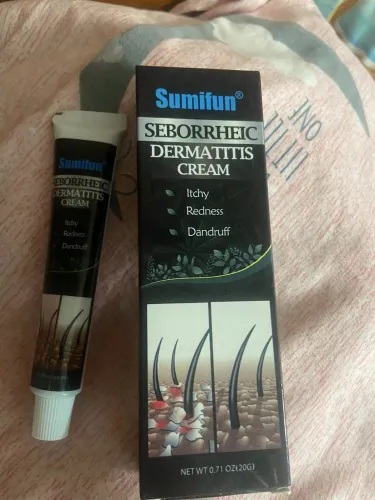 Sumifun®
SEBORRHEIC
DERMATITIS
CREAM
Itchy
Redness
Dandruff
Sumifun®
SEBORRHEIC
DERMATITIS
CREAM
Itchy
Redness
Dandruff
NET WT 0.71 OZ(20G)